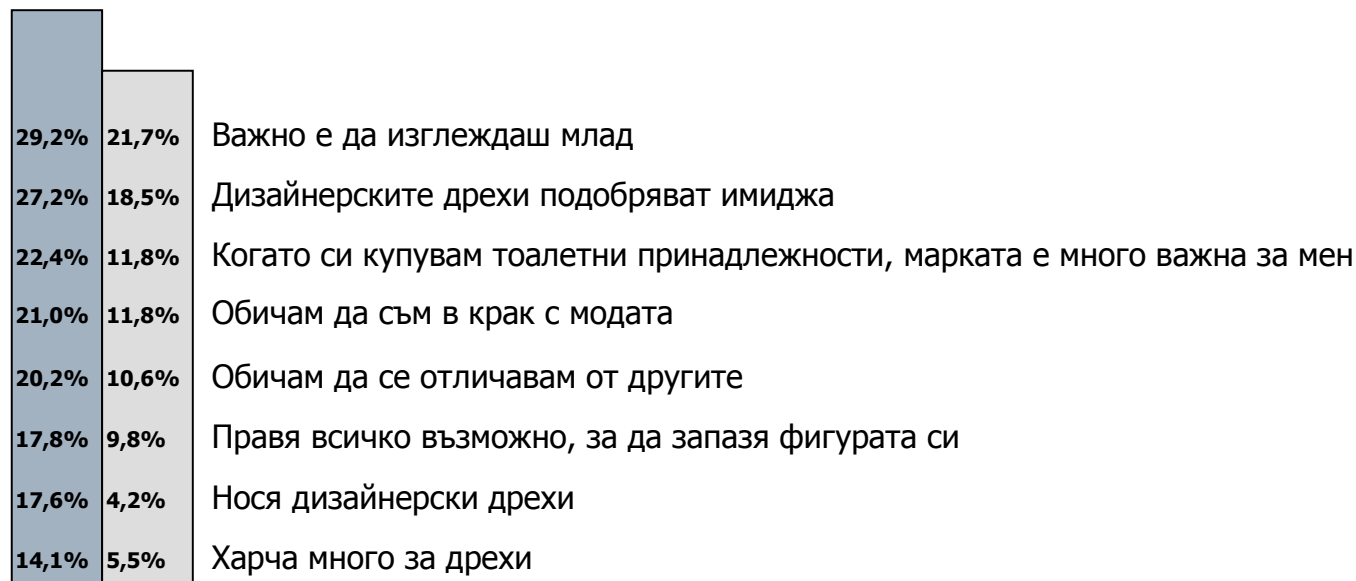 29,2% 21,7% Важно е да изглеждаш млад
27,2% 18,5% Дизайнерските дрехи подобряват имиджа
22,4% 11,8% Когато си купувам тоалетни принадлежности, марката е много важна за мен
21,0% 11,8% Обичам да съм в крак с модата
20,2% 10,6% Обичам да се отличавам от другите
17,8% 9,8% Правя всичко възможно, за да запазя фигурата си
17,6% 4,2% Нося дизайнерски дрехи
14,1% 5,5% Харча много за дрехи